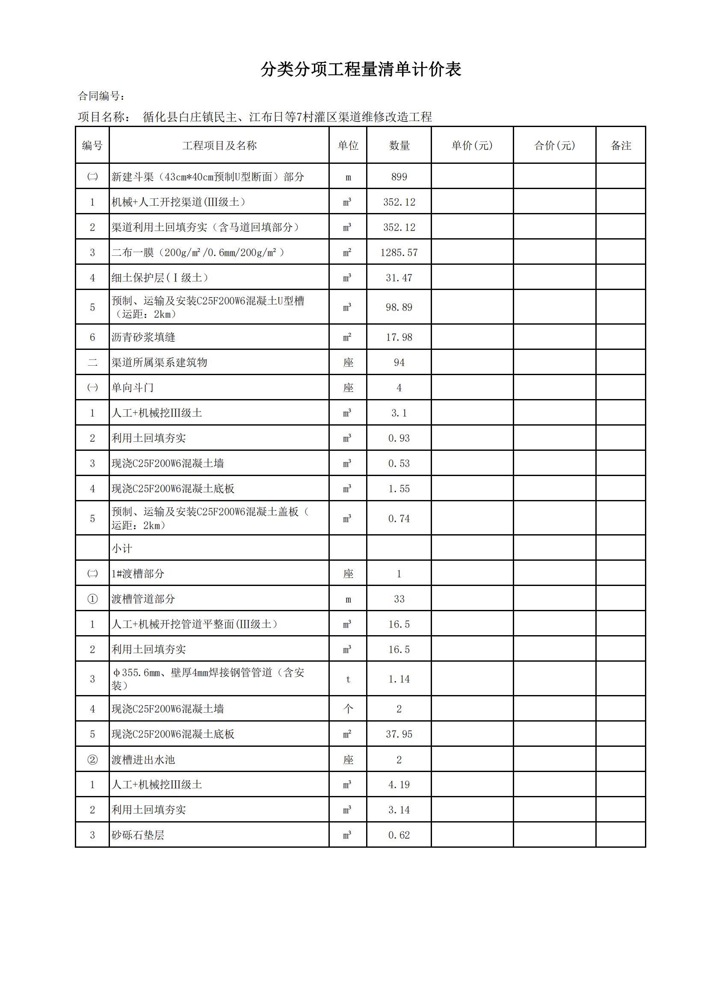 分类分项工程量清单计价表
合同编号：
项目名称： 循化县白庄镇民主、江布日等7村灌区渠道维修改造工程
编号 工程项目及名称 单位 数量 单价(元) 合价(元) 备注
㈡ 新建斗渠（43cm*40cm预制U型断面）部分 m 899
1 机械+人工开挖渠道(Ⅲ级土） m³ 352.12
2 渠道利用土回填夯实（含马道回填部分） m³ 352.12
3 二布一膜（200g/m²/0.6mm/200g/m²） m² 1285.57
4 细土保护层(Ⅰ级土） m³ 31.47
5 预制、运输及安装C25F200W6混凝土U型槽
（运距：2km） m³ 98.89
6 沥青砂浆填缝 m² 17.98
二 渠道所属渠系建筑物 座 94
㈠ 单向斗门 座 4
1 人工+机械挖Ⅲ级土 m³ 3.1
2 利用土回填夯实 m³ 0.93
3 现浇C25F200W6混凝土墙 m³ 0.53
4 现浇C25F200W6混凝土底板 m³ 1.55
5 预制、运输及安装C25F200W6混凝土盖板（
运距：2km） m³ 0.74
小计
㈡ 1#渡槽部分 座 1
① 渡槽管道部分 m 33
1 人工+机械开挖管道平整面(Ⅲ级土） m³ 16.5
2 利用土回填夯实 m³ 16.5
3 φ355.6mm、壁厚4mm焊接钢管管道（含安
装） t 1.14
4 现浇C25F200W6混凝土墙 个 2
5 现浇C25F200W6混凝土底板 m² 37.95
② 渡槽进出水池 座 2
1 人工+机械挖Ⅲ级土 m³ 4.19
2 利用土回填夯实 m³ 3.14
3 砂砾石垫层 m³ 0.62